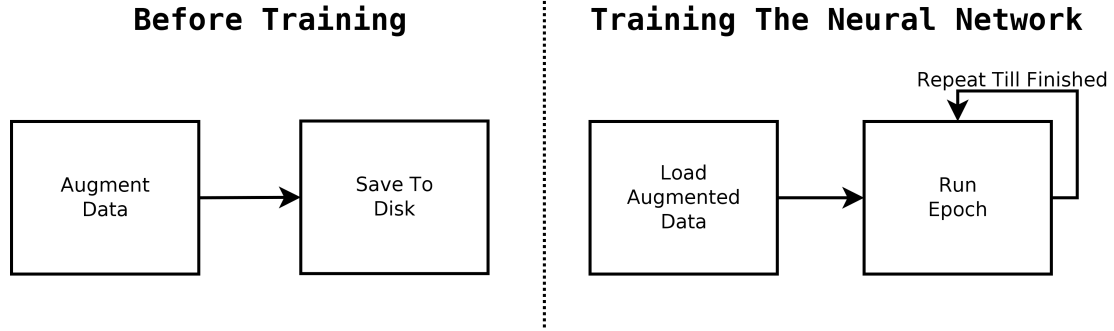 Before Training
Training The Neural Network
Repeat Till Finished
Augment
Data
Save To
Disk
Load
Augmented
Data
Run
Epoch